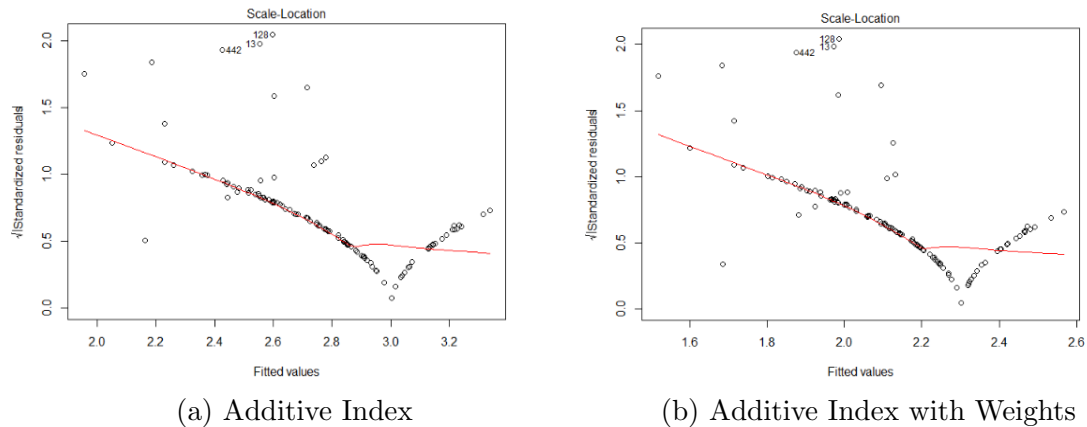 Scale-Location
√|Standardized residuals|
2.0
1.5
1.0
0.5
0.0
128
13
442
2.0 2.2 2.4 2.6 2.8 3.0 3.2
Fitted values
(a) Additive Index
Scale-Location
√|Standardized residuals|
2.0
1.5
1.0
0.5
0.0
128
13
442
1.6 1.8 2.0 2.2 2.4 2.6
Fitted values
(b) Additive Index with Weights